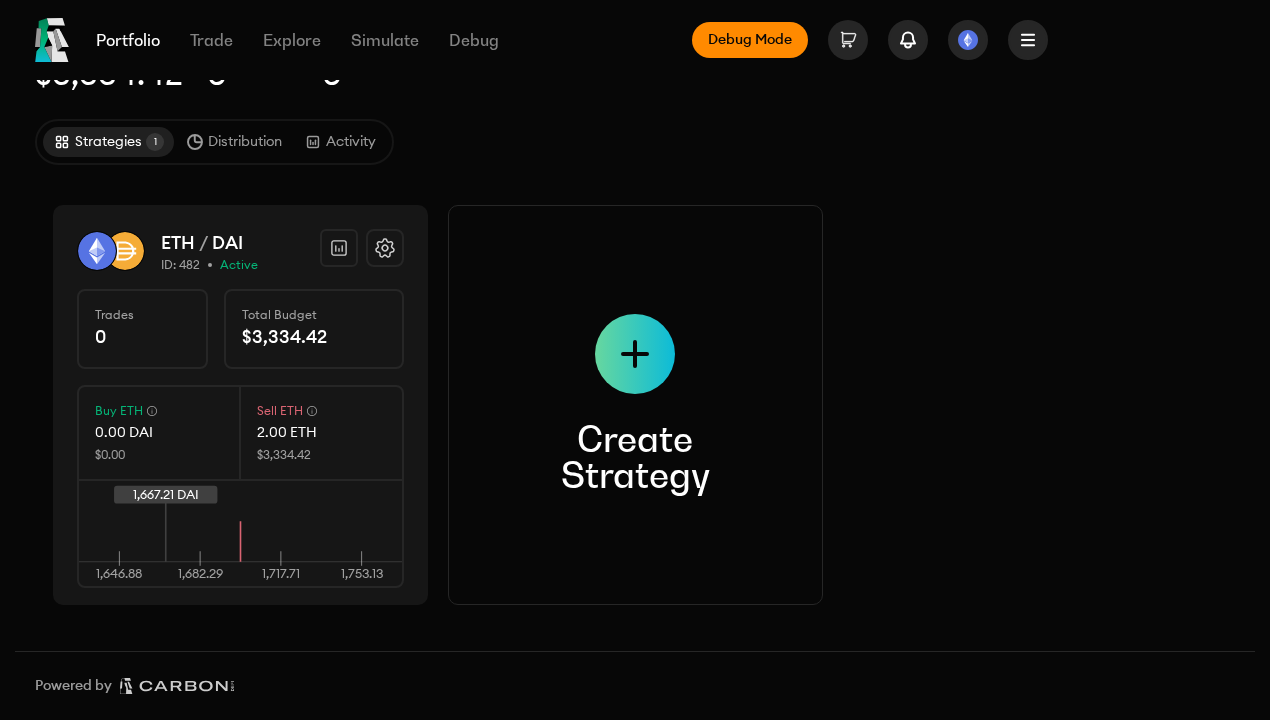 Portfolio Trade Explore Simulate Debug Debug Mode
Strategies 1 Distribution Activity
ETH / DAI
ID: 482 • Active
Trades
0
Total Budget
$3,334.42
Buy ETH
0.00 DAI
$0.00
Sell ETH
2.00 ETH
$3,334.42
1,667.21 DAI
1,646.88 1,682.29 1,717.71 1,753.13
Create
Strategy
Powered by CARBON DEFI